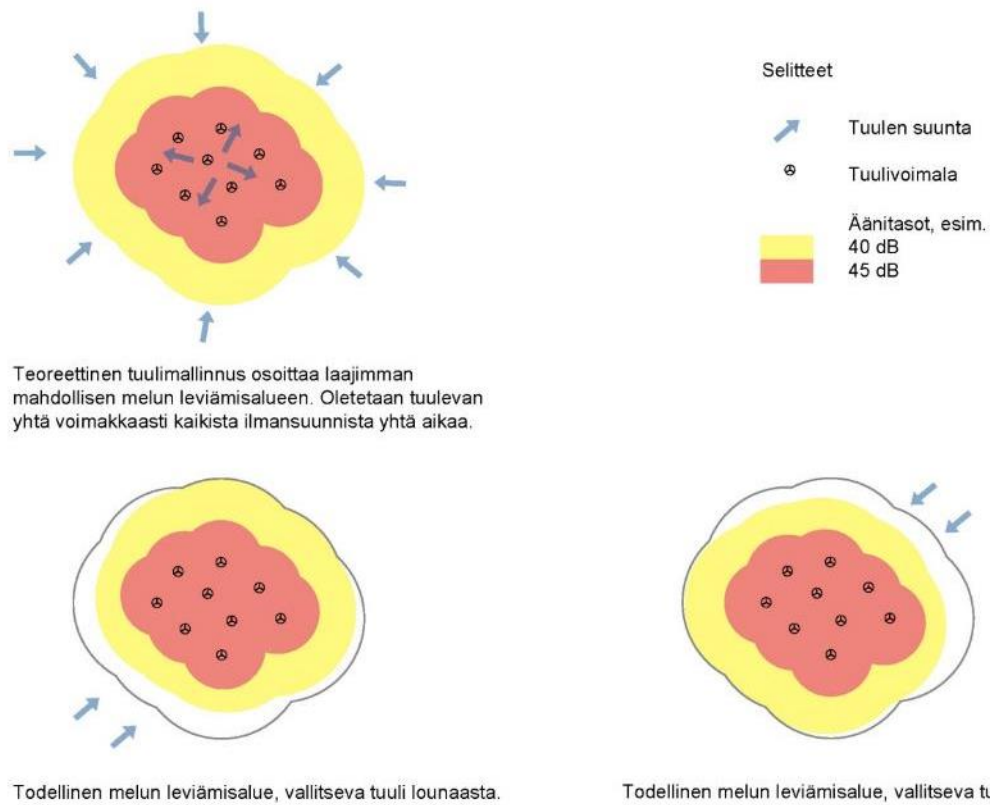 Selitteet
Tuulen suunta
Tuulivoimala
Äänitasot, esim.
40 dB
45 dB
Teoreettinen tuulimallinnus osoittaa laajimman
mahdollisen melun leviämisalueen. Oletetaan tuulevan
yhtä voimakkaasti kaikista ilmansuunnista yhtä aikaa.
Todellinen melun leviämisalue, vallitseva tuuli lounaasta.
Todellinen melun leviämisalue, vallitseva